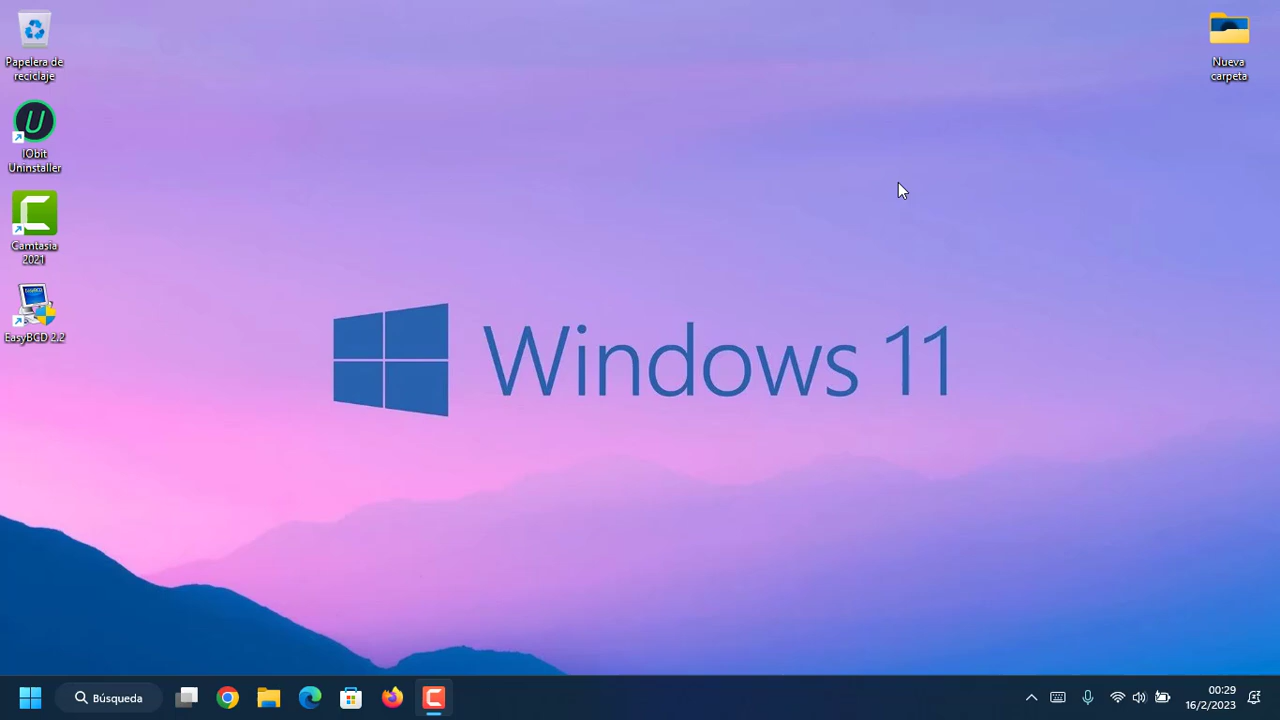 Papelera de
reciclaje
Nueva
carpeta
IObit
Uninstaller
Camtasia
2021
EasyBCD 2.2
Windows 11
Búsqueda
00:29
16/2/2023